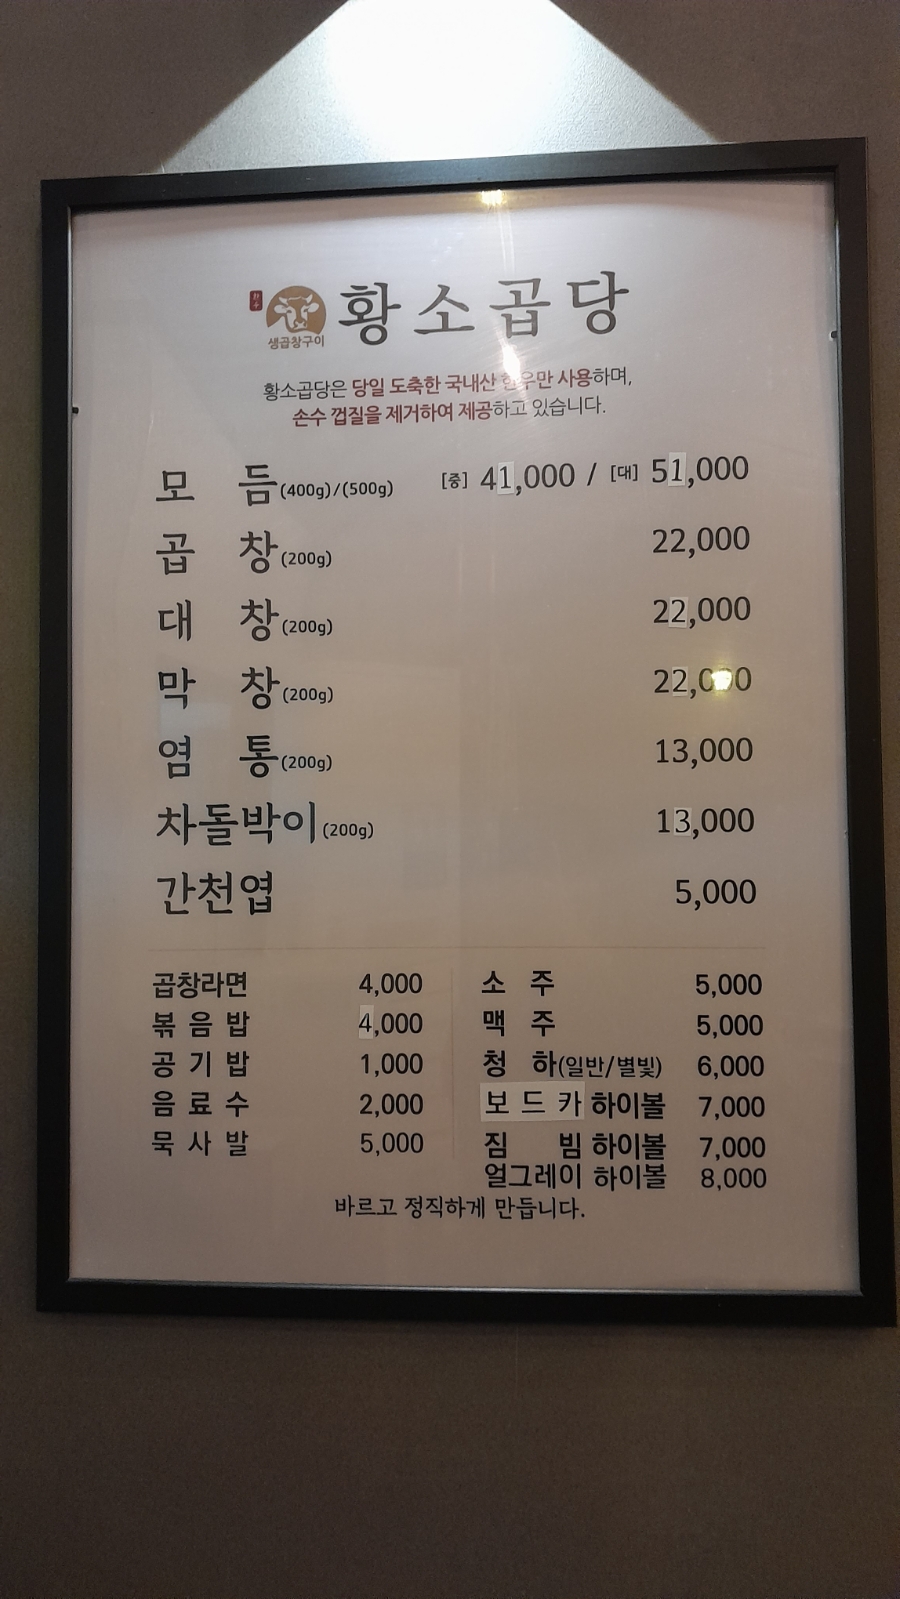 한우
생곱창구이
황소곱당
황소곱당은 당일 도축한 국내산 한우만 사용하며,
손수 껍질을 제거하여 제공하고 있습니다.
모 듬(400g)/(500g) [중] 41,000 / [대] 51,000
곱 창(200g) 22,000
대 창(200g) 22,000
막 창(200g) 22,000
염 통(200g) 13,000
차돌박이(200g) 13,000
간천엽 5,000
곱창라면 4,000
볶음밥 4,000
공기밥 1,000
음료수 2,000
묵사발 5,000
소 주 5,000
맥 주 5,000
청 하(일반/별빛) 6,000
보드카 하이볼 7,000
짐 빔 하이볼 7,000
얼그레이 하이볼 8,000
바르고 정직하게 만듭니다.